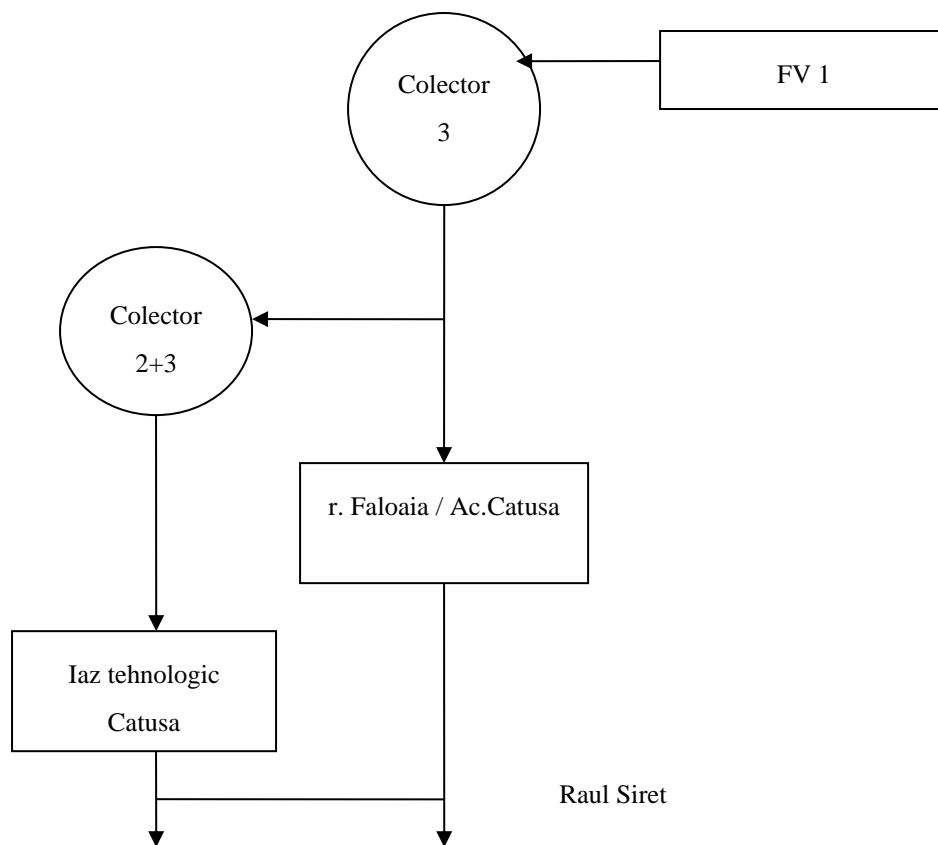 Colector
3
FV 1
Colector
2+3
r. Faloaia / Ac.Catusa
Iaz tehnologic
Catusa
Raul Siret